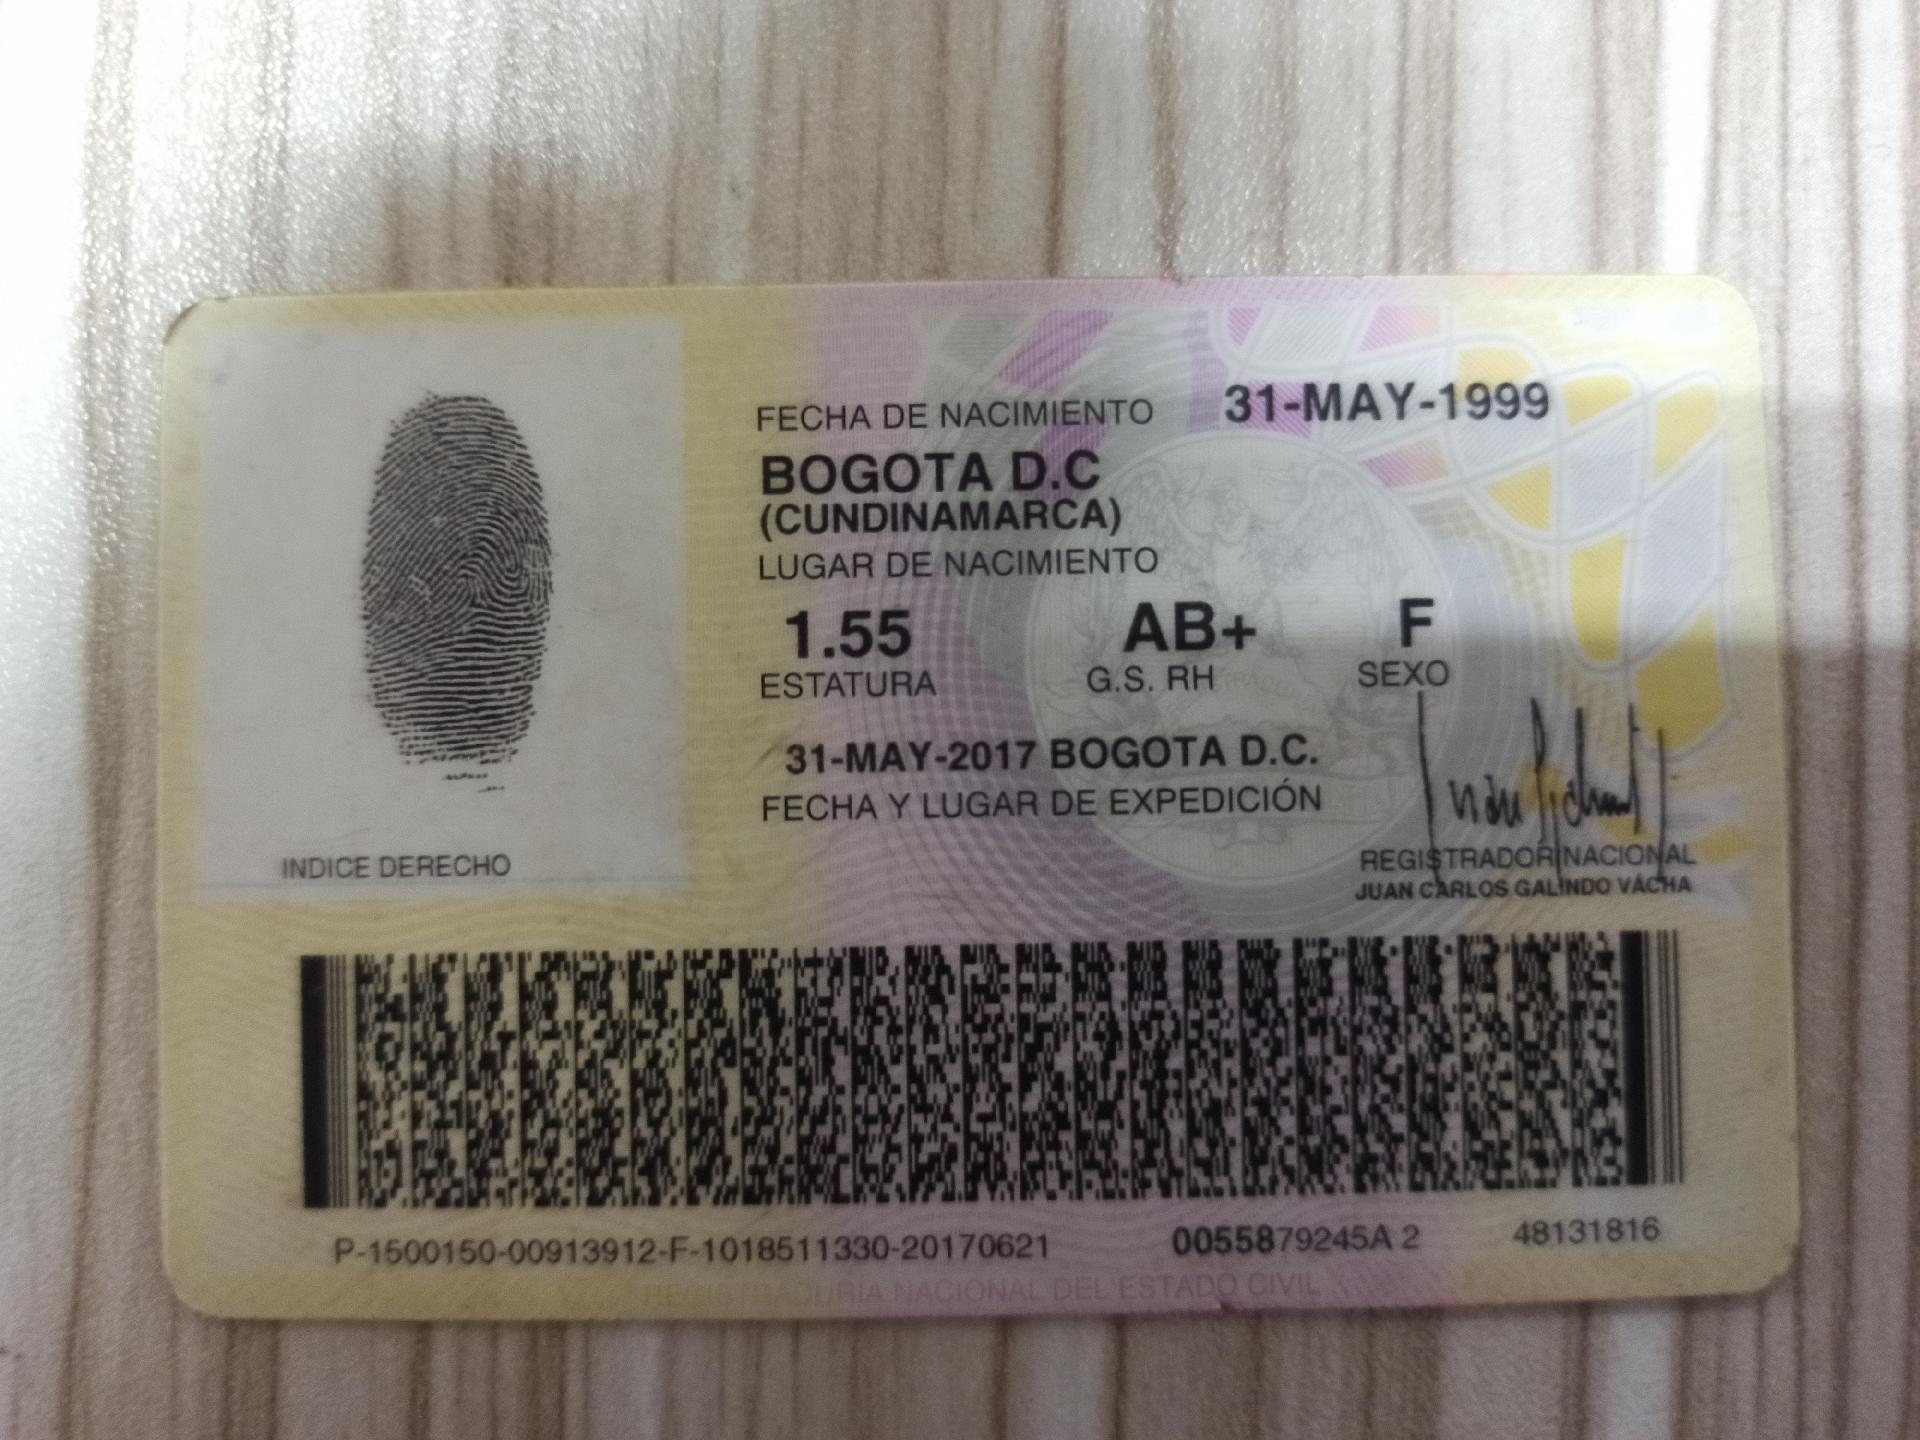 FECHA DE NACIMIENTO 31-MAY-1999
BOGOTA D.C
(CUNDINAMARCA)
LUGAR DE NACIMIENTO
1.55 AB+ F
ESTATURA G.S. RH SEXO
31-MAY-2017 BOGOTA D.C.
FECHA Y LUGAR DE EXPEDICIÓN
INDICE DERECHO
REGISTRADOR NACIONAL
JUAN CARLOS GALINDO VÁCHA
P-1500150-00913912-F-1018511330-20170621 0055879245A 2 48131816
REGISTRADURIA NACIONAL DEL ESTADO CIVIL